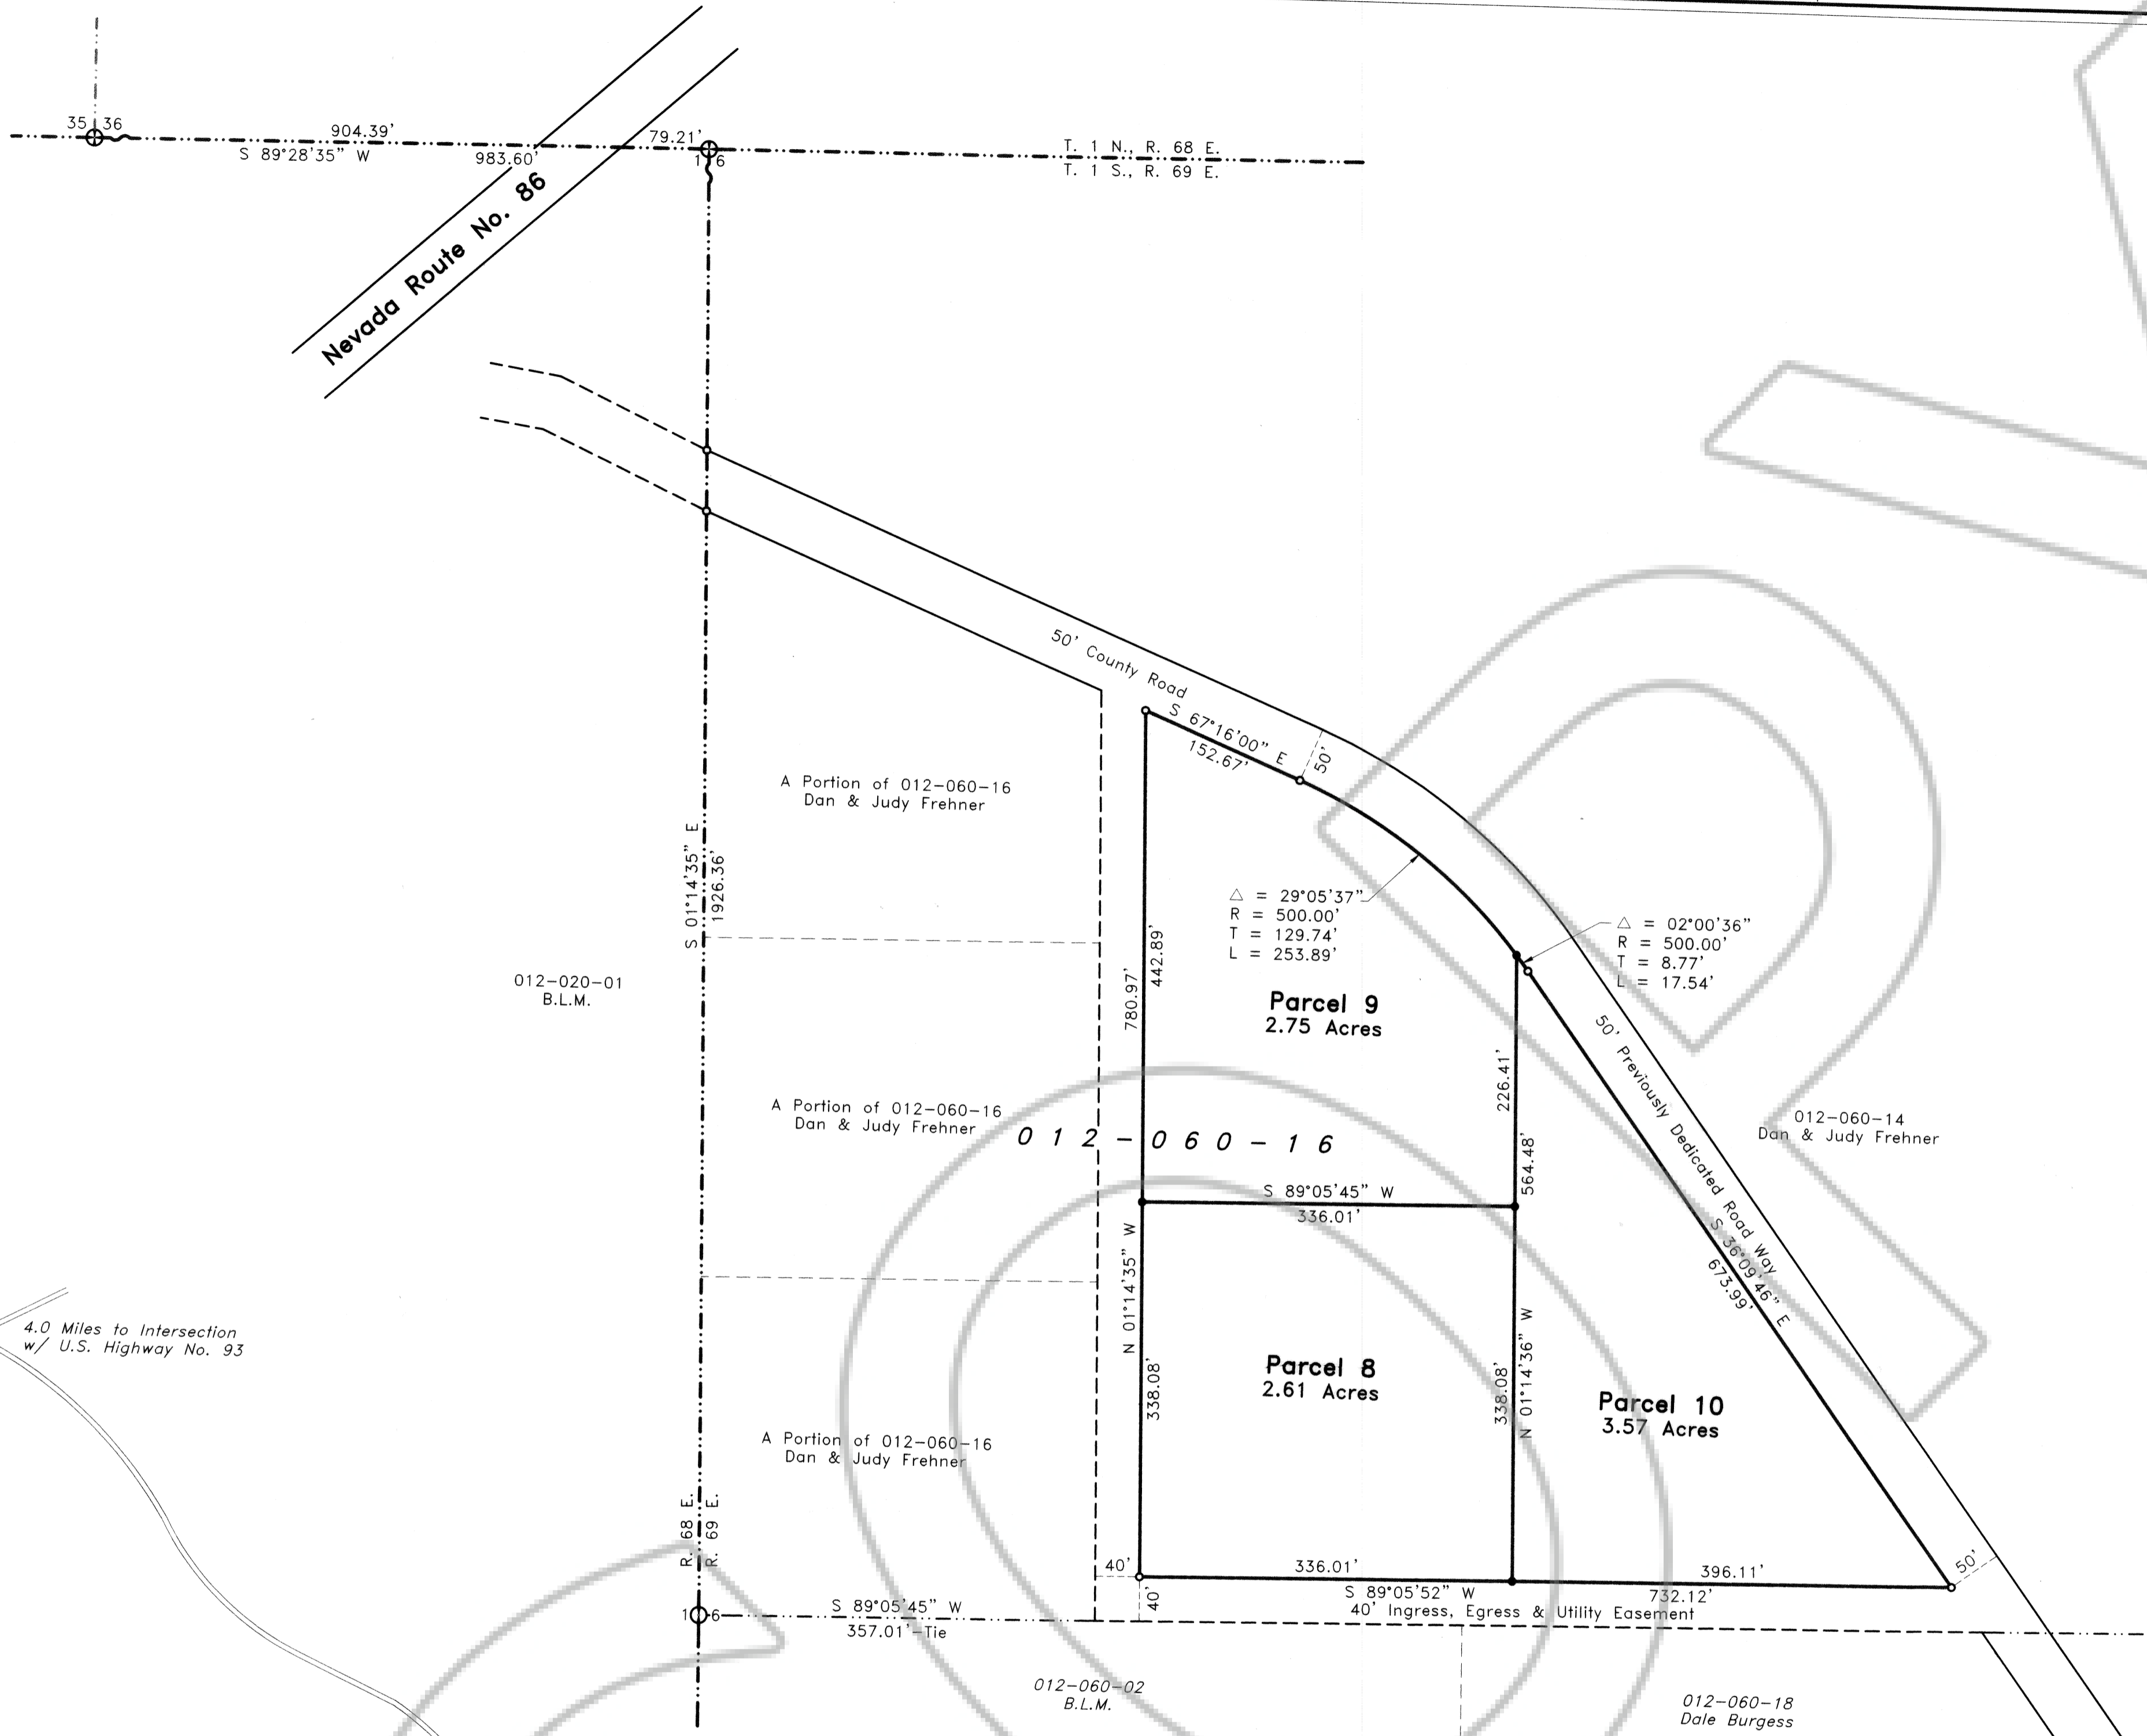 35 36
904.39'
S 89°28'35" W
983.60'
79.21'
1 6
T. 1 N., R. 68 E.
T. 1 S., R. 69 E.
Nevada Route No. 86
50' County Road
S 67°16'00" E
152.67'
50'
A Portion of 012-060-16
Dan & Judy Frehner
S 01°14'35" E
1926.36'
△ = 29°05'37"
R = 500.00'
T = 129.74'
L = 253.89'
△ = 02°00'36"
R = 500.00'
T = 8.77'
L = 17.54'
442.89'
780.97'
012-020-01
B.L.M.
Parcel 9
2.75 Acres
226.41'
564.48'
50' Previously Dedicated Road Way
S 36°09'46" E
673.99'
012-060-14
Dan & Judy Frehner
A Portion of 012-060-16
Dan & Judy Frehner
012-060-16
S 89°05'45" W
336.01'
N 01°14'35" W
338.08'
4.0 Miles to Intersection
w/ U.S. Highway No. 93
Parcel 8
2.61 Acres
338.08'
N 01°14'36" W
Parcel 10
3.57 Acres
A Portion of 012-060-16
Dan & Judy Frehner
R. 68 E.
R. 69 E.
40'
40'
336.01'
S 89°05'52" W
396.11'
732.12'
50'
40' Ingress, Egress & Utility Easement
1 6
S 89°05'45" W
357.01'-Tie
012-060-02
B.L.M.
012-060-18
Dale Burgess